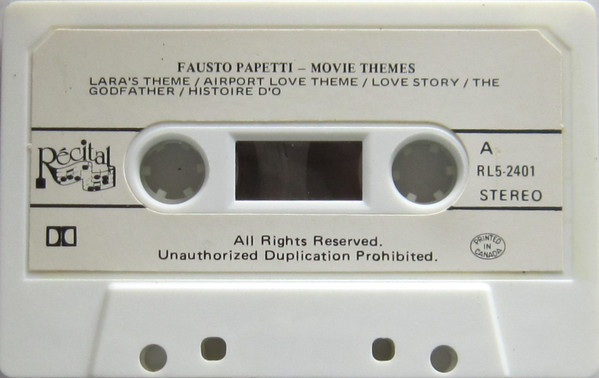 FAUSTO PAPETTI – MOVIE THEMES
LARA'S THEME / AIRPORT LOVE THEME / LOVE STORY / THE
GODFATHER / HISTOIRE D'O
Récital
A
RL5-2401
STEREO
All Rights Reserved.
Unauthorized Duplication Prohibited.
PRINTED
IN
CANADA